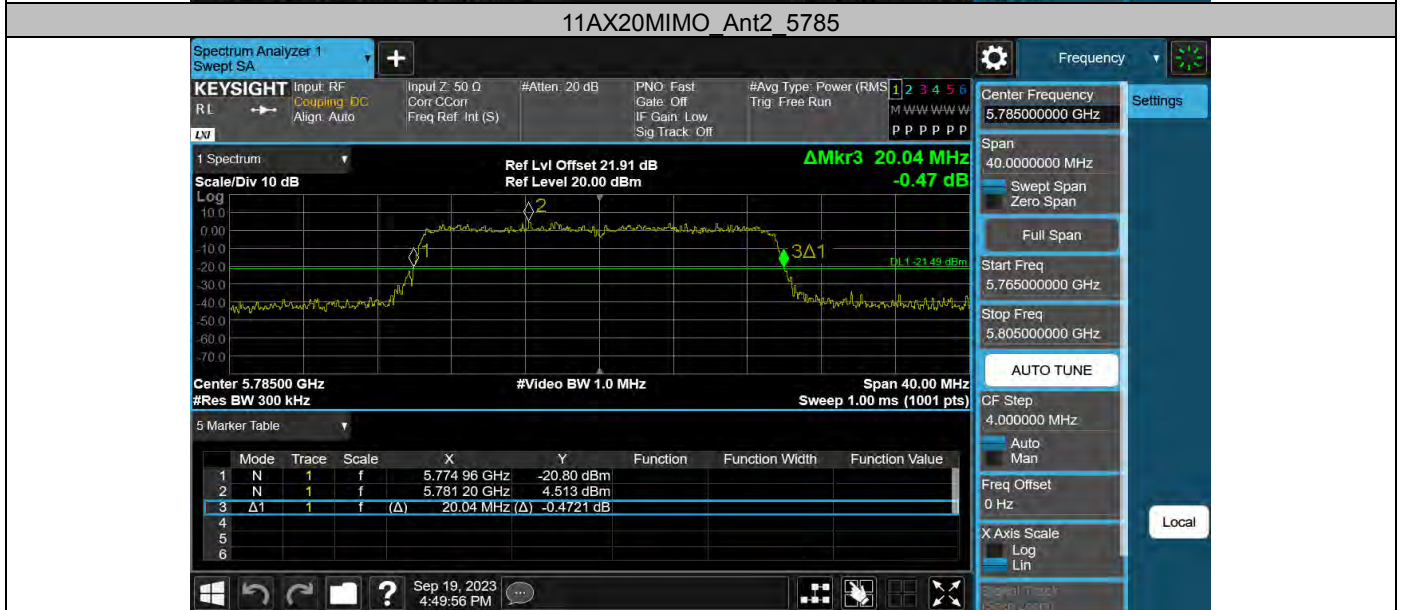 11AX20MIMO_Ant2_5785
Spectrum Analyzer 1
Swept SA
Frequency
KEYSIGHT
RL
LXI
Input: RF
Coupling: DC
Align: Auto
Input Z: 50 Ω
Corr CCorr
Freq Ref: Int (S)
#Atten: 20 dB
PNO: Fast
Gate: Off
IF Gain: Low
Sig Track: Off
#Avg Type: Power (RMS
Trig: Free Run
1 2 3 4 5 6
M W W W W W
P P P P P P
Center Frequency
5.785000000 GHz
Settings
Span
40.0000000 MHz
Swept Span
Zero Span
Full Span
Start Freq
5.765000000 GHz
Stop Freq
5.805000000 GHz
AUTO TUNE
CF Step
4.000000 MHz
Auto
Man
Freq Offset
0 Hz
X Axis Scale
Log
Lin
Local
1 Spectrum
Scale/Div 10 dB
Ref Lvl Offset 21.91 dB
Ref Level 20.00 dBm
ΔMkr3 20.04 MHz
-0.47 dB
Log
10.0
0.00
-10.0
-20.0
-30.0
-40.0
-50.0
-60.0
-70.0
1
2
3Δ1
DL1 -21.49 dBm
Center 5.78500 GHz
#Video BW 1.0 MHz
Span 40.00 MHz
#Res BW 300 kHz
Sweep 1.00 ms (1001 pts)
5 Marker Table
Mode Trace Scale X Y Function Function Width Function Value
1 N 1 f 5.774 96 GHz -20.80 dBm
2 N 1 f 5.781 20 GHz 4.513 dBm
3 Δ1 1 f (Δ) 20.04 MHz (Δ) -0.4721 dB
4
5
6
?
Sep 19, 2023
4:49:56 PM